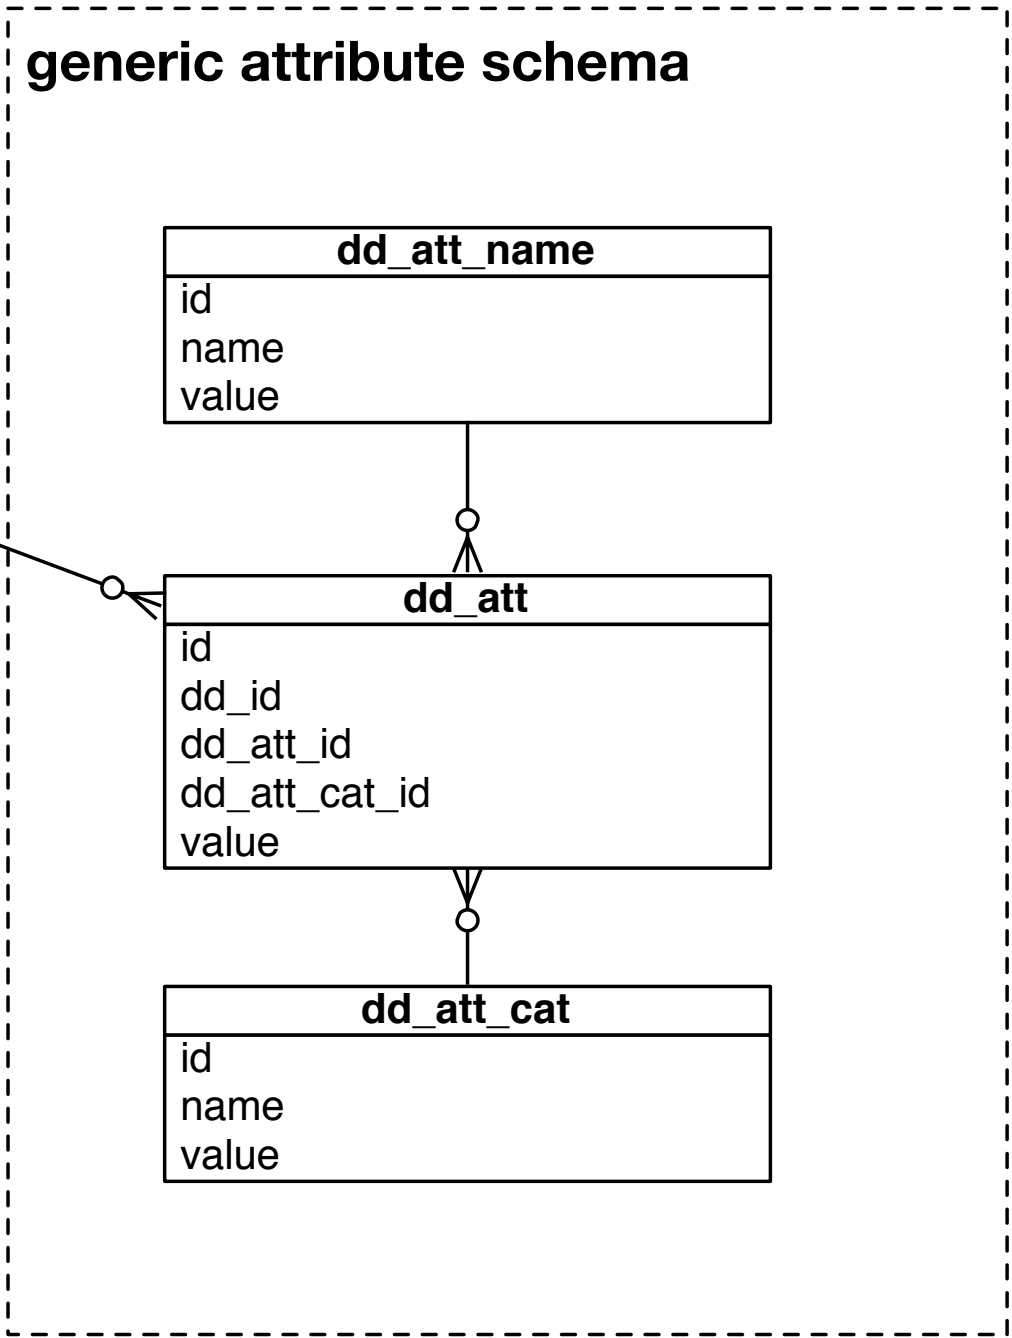 generic attribute schema
dd_att_name
id
name
value
dd_att
id
dd_id
dd_att_id
dd_att_cat_id
value
dd_att_cat
id
name
value